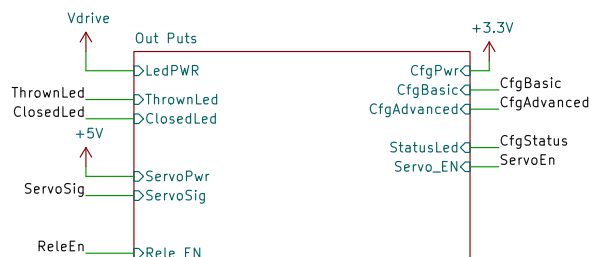 Vdrive
+3.3V
Out Puts
LedPWR
CfgPwr
CfgBasic
CfgBasic
ThrownLed
ThrownLed
CfgAdvanced
CfgAdvanced
ClosedLed
ClosedLed
+5V
StatusLed
CfgStatus
Servo_EN
ServoEn
ServoPwr
ServoSig
ServoSig
ReleEn
Rele_EN